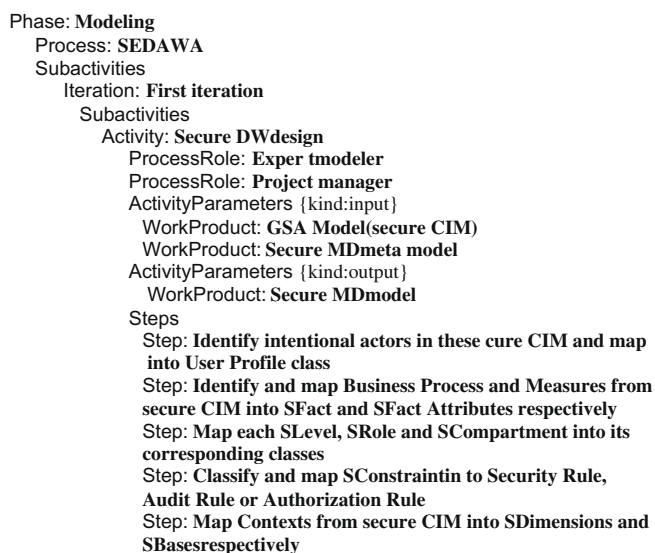 Phase: Modeling
Process: SEDAWA
Subactivities
Iteration: First iteration
Subactivities
Activity: Secure DWdesign
ProcessRole: Exper tmodeler
ProcessRole: Project manager
ActivityParameters {kind:input}
WorkProduct: GSA Model(secure CIM)
WorkProduct: Secure MDmeta model
ActivityParameters {kind:output}
WorkProduct: Secure MDmodel
Steps
Step: Identify intentional actors in these cure CIM and map
into User Profile class
Step: Identify and map Business Process and Measures from
secure CIM into SFact and SFact Attributes respectively
Step: Map each SLevel, SRole and SCompartment into its
corresponding classes
Step: Classify and map SConstraintin to Security Rule,
Audit Rule or Authorization Rule
Step: Map Contexts from secure CIM into SDimensions and
SBasesrespectively